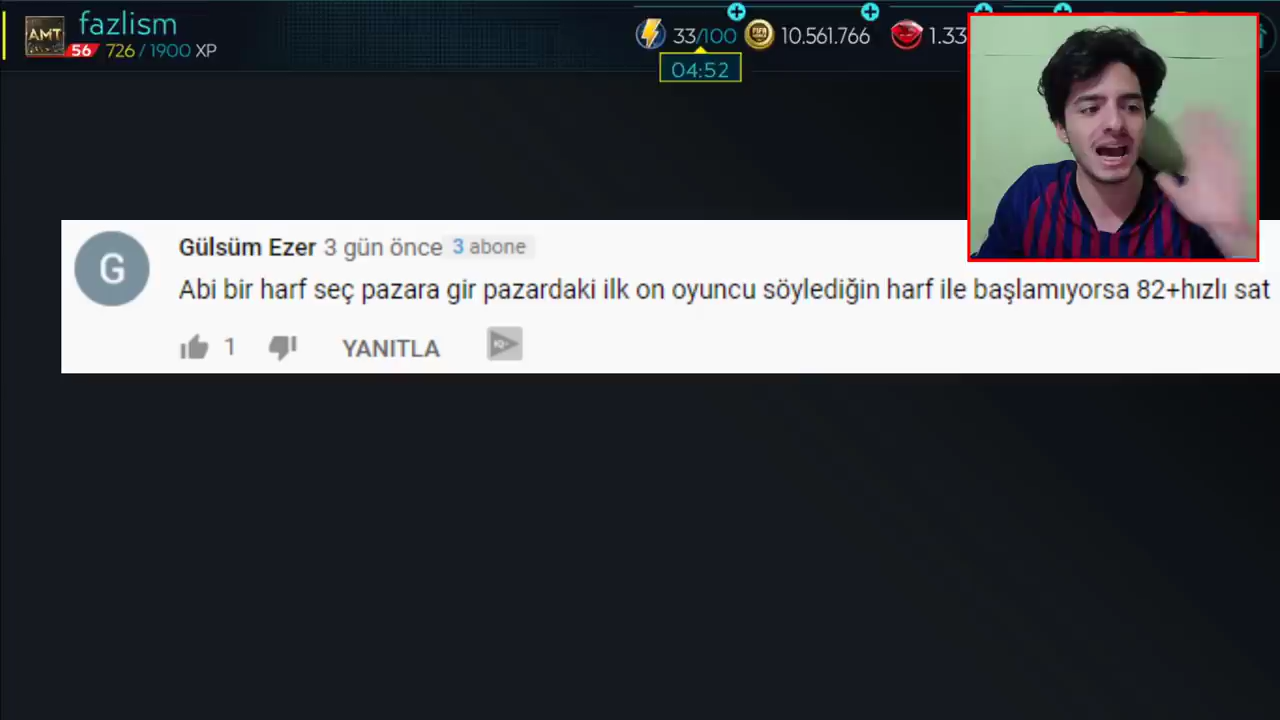 fazlism
AMT
56 726 / 1900 XP
33/100
10.561.766
1.33
04:52
Gülsüm Ezer 3 gün önce 3 abone
Abi bir harf seç pazara gir pazardaki ilk on oyuncu söylediğin harf ile başlamıyorsa 82+hızlı sat
G
1
YANITLA